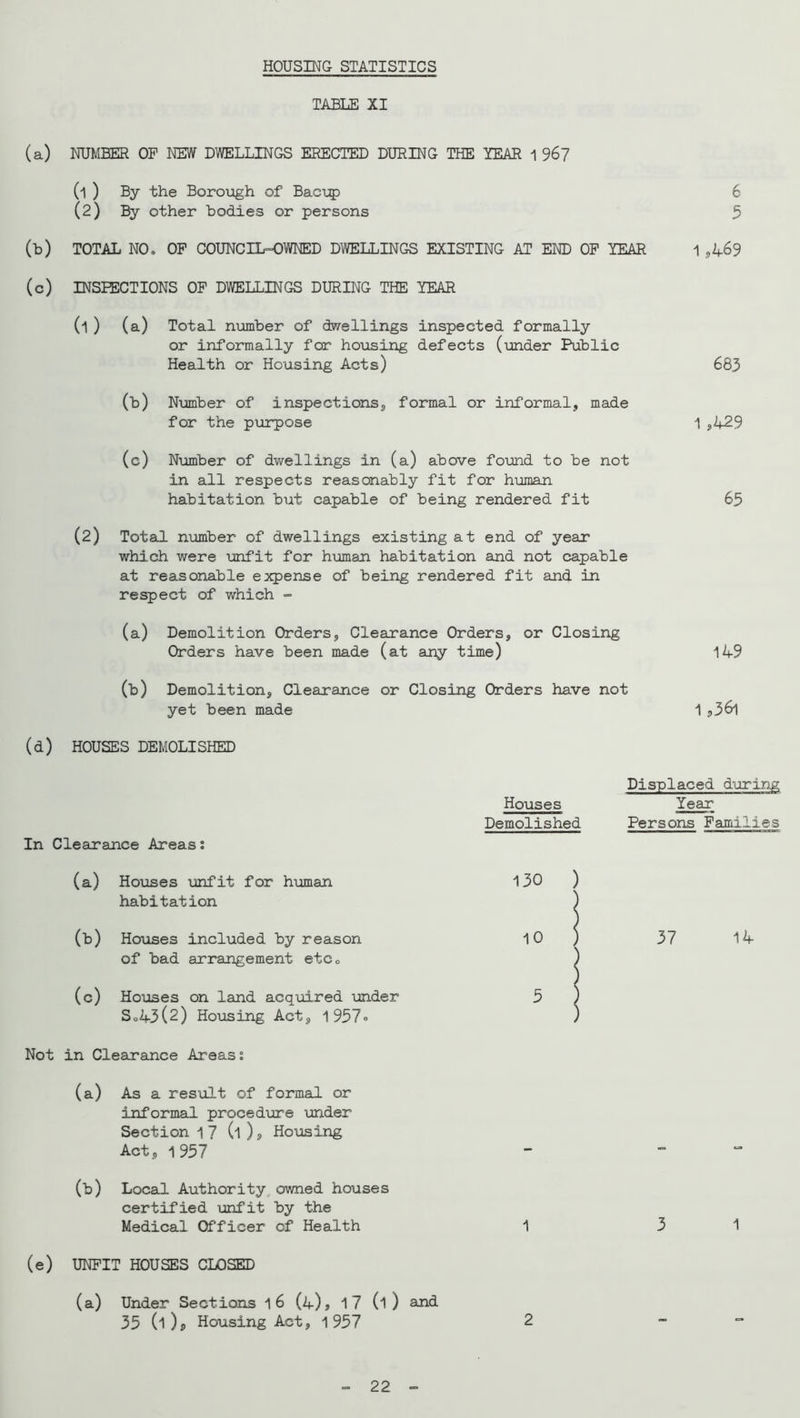 HOUSING STATISTICS
TABLE XI
(a) NUMBER OF NEW DWELLINGS ERECTED DURING THE YEAR 1967
(1) By the Borough of Bacup 6
(2) By other bodies or persons 5
(b) TOTAL NO. OF COUNCIL-OWNED DWELLINGS EXISTING AT END OF YEAR 1,469
(c) INSPECTIONS OF DWELLINGS DURING THE YEAR
(1) (a) Total number of dwellings inspected formally
or informally for housing defects (under Public
Health or Housing Acts) 683
(b) Number of inspections, formal or informal, made
for the purpose 1,429
(c) Number of dwellings in (a) above found to be not
in all respects reasonably fit for human
habitation but capable of being rendered fit 65
(2) Total number of dwellings existing at end of year
which were unfit for human habitation and not capable
at reasonable expense of being rendered fit and in
respect of which -
(a) Demolition Orders, Clearance Orders, or Closing
Orders have been made (at any time) 149
(b) Demolition, Clearance or Closing Orders have not
yet been made 1,361
(d) HOUSES DEMOLISHED
Displaced during
Houses Year
Demolished Persons Families
In Clearance Areas:
(a) Houses unfit for human 130 )
habitation )
)
(b) Houses included by reason 10 ) 37 14
of bad arrangement etc. )
)
(c) Houses on land acquired under 5 )
S.43(2) Housing Act, 1957. )
Not in Clearance Areas:
(a) As a result of formal or
informal procedure under
Section 17 (1), Housing
Act, 1957 - - -
(b) Local Authority owned houses
certified unfit by the
Medical Officer of Health 1 3 1
(e) UNFIT HOUSES CLOSED
(a) Under Sections 16 (4), 17 (1) and
35 (1), Housing Act, 1957 2 - -
- 22 -